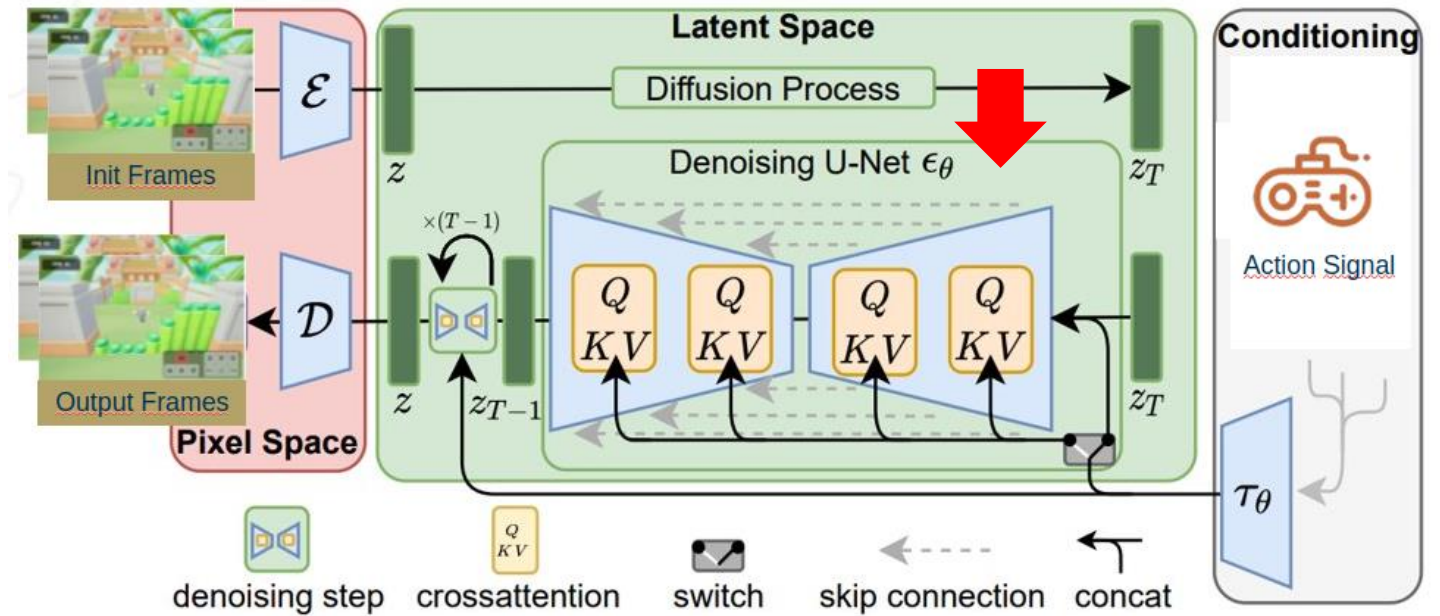 Latent Space
Conditioning
Diffusion Process
ℰ
Init Frames
z
z_T
Denoising U-Net ϵ_θ
×(T−1)
Action Signal
Q
KV
Q
KV
Q
KV
Q
KV
𝒟
Output Frames
z
z_{T−1}
z_T
Pixel Space
τ_θ
Q
KV
denoising step
crossattention
switch
skip connection
concat